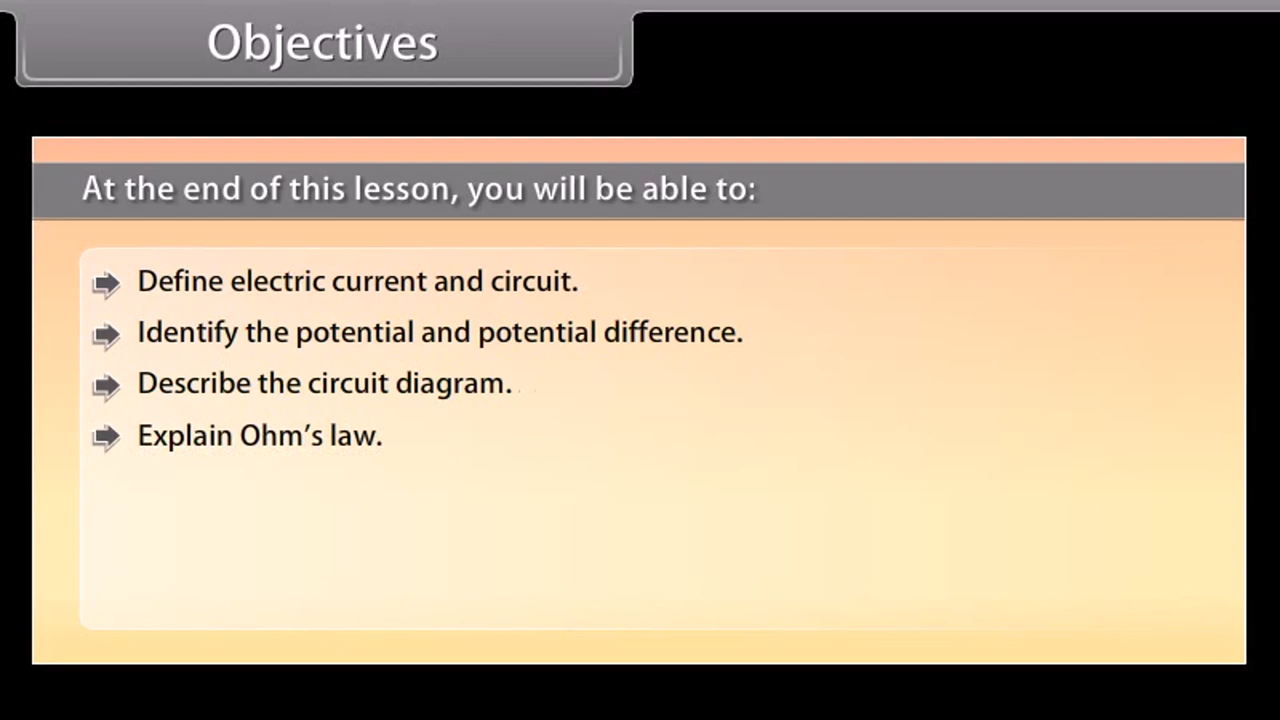 Objectives
At the end of this lesson, you will be able to:
Define electric current and circuit.
Identify the potential and potential difference.
Describe the circuit diagram.
Explain Ohm's law.